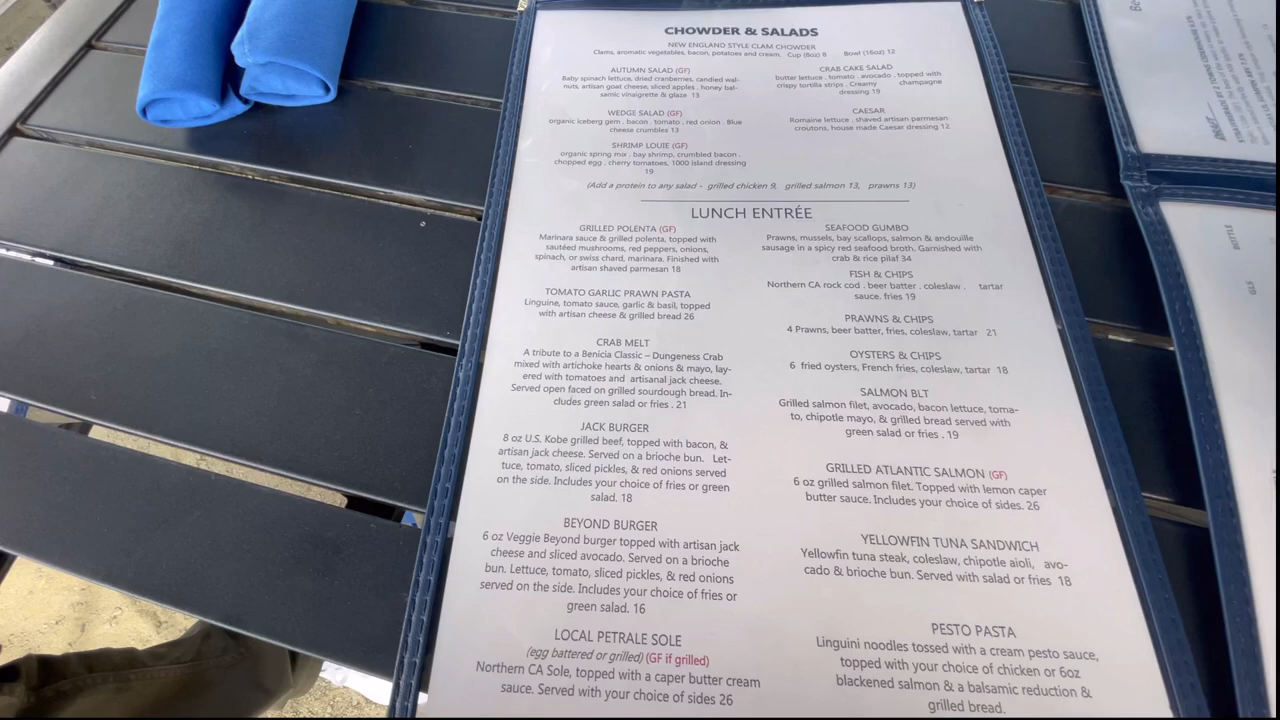 CHOWDER & SALADS
NEW ENGLAND STYLE CLAM CHOWDER
Clams, aromatic vegetables, bacon, potatoes and cream. Cup (8oz) 8 Bowl (16oz) 12
AUTUMN SALAD (GF)
Baby spinach lettuce, dried cranberries, candied wal-
nuts, artisan goat cheese, sliced apples . honey bal-
samic vinaigrette & glaze 13
WEDGE SALAD (GF)
organic iceberg gem . bacon . tomato . red onion . Blue
cheese crumbles 13
SHRIMP LOUIE (GF)
organic spring mix . bay shrimp, crumbled bacon .
chopped egg . cherry tomatoes, 1000 island dressing
19
CRAB CAKE SALAD
butter lettuce . tomato . avocado . topped with
crispy tortilla strips . Creamy champagne
dressing 19
CAESAR
Romaine lettuce . shaved artisan parmesan
croutons, house made Caesar dressing 12
(Add a protein to any salad - grilled chicken 9, grilled salmon 13, prawns 13)
LUNCH ENTRÉE
GRILLED POLENTA (GF)
Marinara sauce & grilled polenta, topped with
sautéed mushrooms, red peppers, onions,
spinach, or swiss chard, marinara. Finished with
artisan shaved parmesan 18
TOMATO GARLIC PRAWN PASTA
Linguine, tomato sauce, garlic & basil, topped
with artisan cheese & grilled bread 26
CRAB MELT
A tribute to a Benicia Classic – Dungeness Crab
mixed with artichoke hearts & onions & mayo, lay-
ered with tomatoes and artisanal jack cheese.
Served open faced on grilled sourdough bread. In-
cludes green salad or fries . 21
JACK BURGER
8 oz U.S. Kobe grilled beef, topped with bacon, &
artisan jack cheese. Served on a brioche bun. Let-
tuce, tomato, sliced pickles, & red onions served
on the side. Includes your choice of fries or green
salad. 18
BEYOND BURGER
6 oz Veggie Beyond burger topped with artisan jack
cheese and sliced avocado. Served on a brioche
bun. Lettuce, tomato, sliced pickles, & red onions
served on the side. Includes your choice of fries or
green salad. 16
LOCAL PETRALE SOLE
(egg battered or grilled) (GF if grilled)
Northern CA Sole, topped with a caper butter cream
sauce. Served with your choice of sides 26
SEAFOOD GUMBO
Prawns, mussels, bay scallops, salmon & andouille
sausage in a spicy red seafood broth. Garnished with
crab & rice pilaf 34
FISH & CHIPS
Northern CA rock cod . beer batter . coleslaw . tartar
sauce. fries 19
PRAWNS & CHIPS
4 Prawns, beer batter, fries, coleslaw, tartar 21
OYSTERS & CHIPS
6 fried oysters, French fries, coleslaw, tartar 18
SALMON BLT
Grilled salmon filet, avocado, bacon lettuce, toma-
to, chipotle mayo, & grilled bread served with
green salad or fries . 19
GRILLED ATLANTIC SALMON (GF)
6 oz grilled salmon filet. Topped with lemon caper
butter sauce. Includes your choice of sides. 26
YELLOWFIN TUNA SANDWICH
Yellowfin tuna steak, coleslaw, chipotle aioli, avo-
cado & brioche bun. Served with salad or fries 18
PESTO PASTA
Linguini noodles tossed with a cream pesto sauce,
topped with your choice of chicken or 6oz
blackened salmon & a balsamic reduction &
grilled bread.
GLS BOTTLE